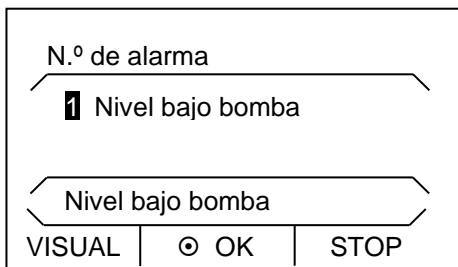 N.º de alarma
1 Nivel bajo bomba
Nivel bajo bomba
VISUAL ⊙ OK STOP